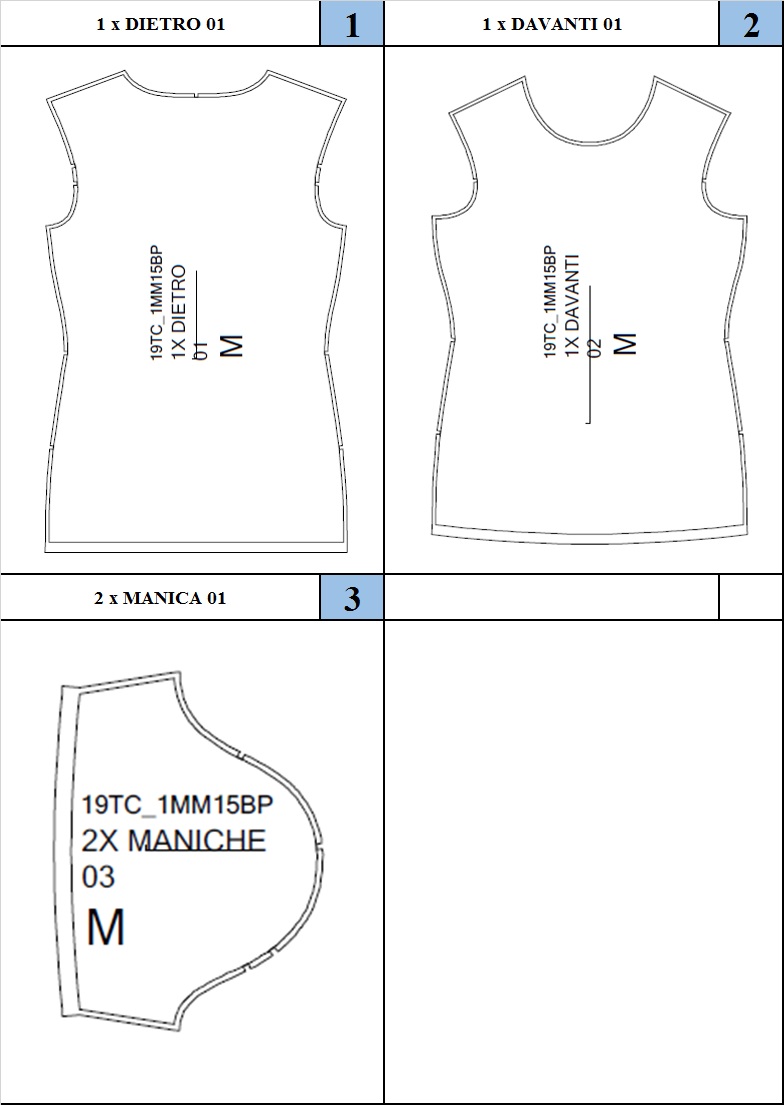 1 x DIETRO 01
1
1 x DAVANTI 01
2
19TC_1MM15BP
1X DIETRO
01
M
19TC_1MM15BP
1X DAVANTI
02
M
2 x MANICA 01
3
19TC_1MM15BP
2X MANICHE
03
M